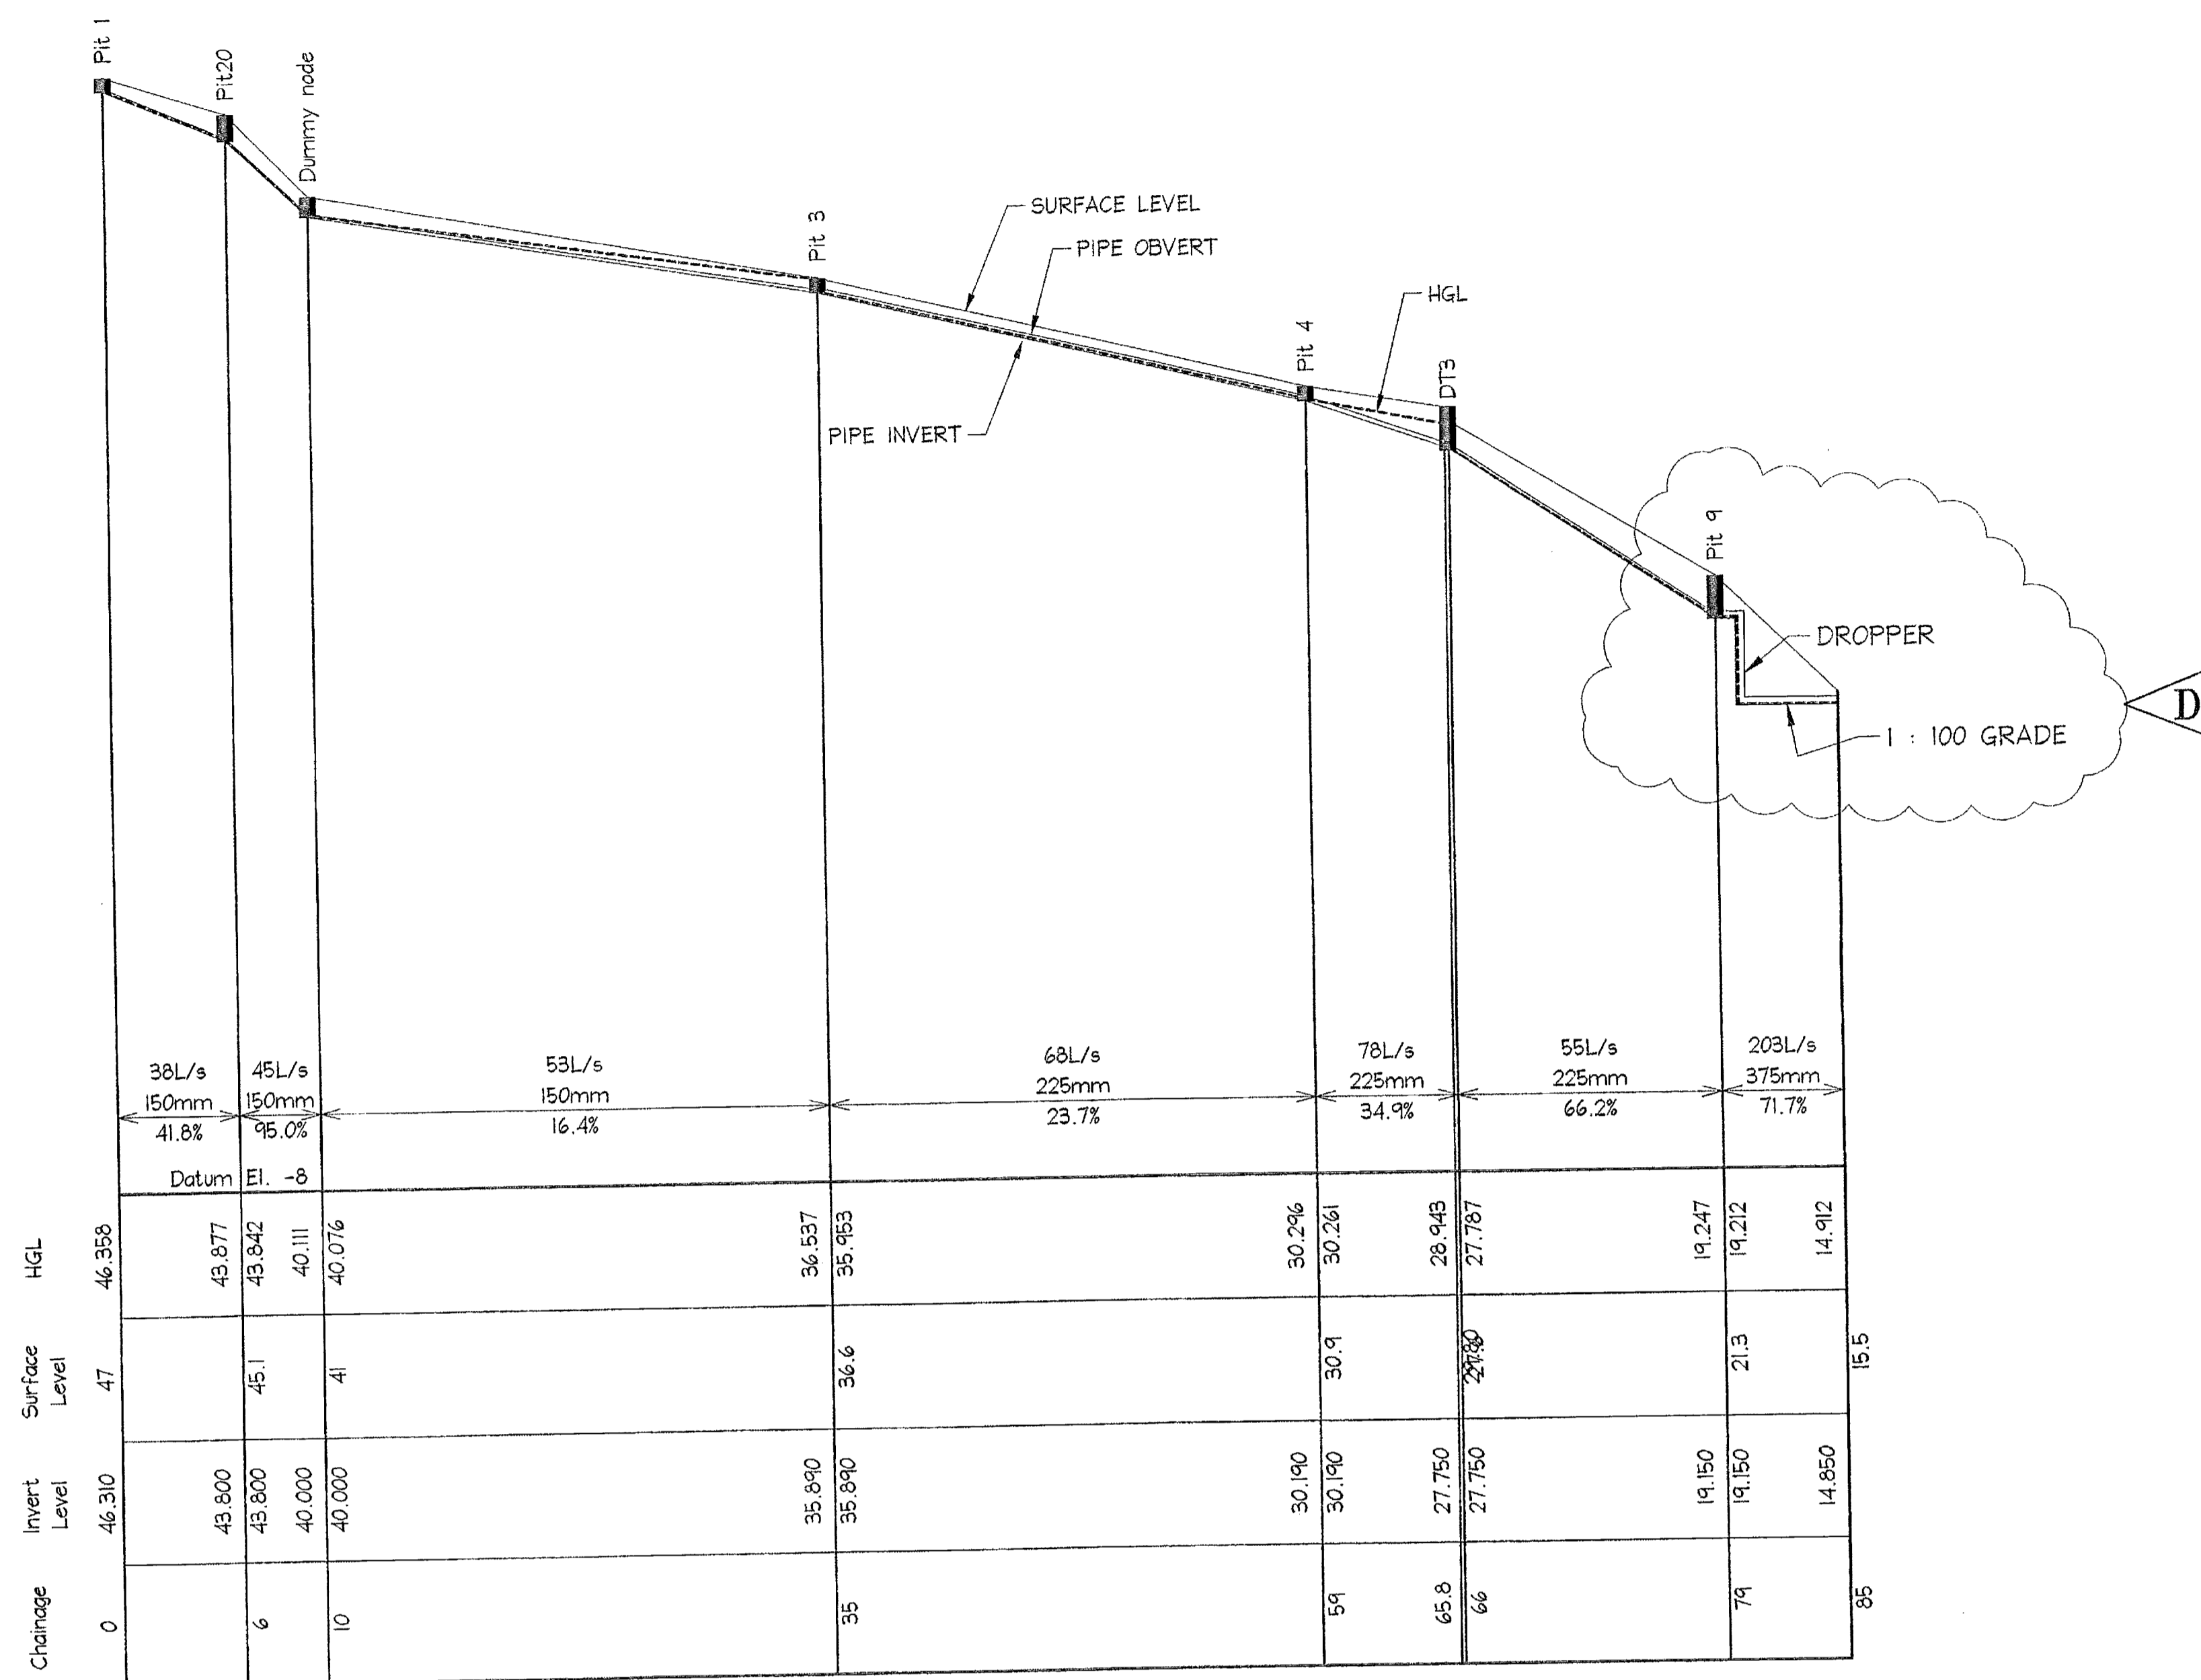 Pit 1
Pit20
Dummy node
Pit 3
Pit 4
DT3
Pit 9
SURFACE LEVEL
PIPE OBVERT
HGL
PIPE INVERT
DROPPER
1 : 100 GRADE
D
38L/s
150mm
41.8%
45L/s
150mm
95.0%
53L/s
150mm
16.4%
68L/s
225mm
23.7%
78L/s
225mm
34.9%
55L/s
225mm
66.2%
203L/s
375mm
71.7%
Datum El. -8
HGL
46.358
43.877
43.842
40.111
40.076
36.537
35.953
30.296
30.261
28.943
27.787
19.247
19.212
14.912
Surface
Level
47
45.1
41
36.6
30.9
21.3
15.5
Invert
Level
46.310
43.800
43.800
40.000
40.000
35.890
35.890
30.190
30.190
27.750
27.750
19.150
19.150
14.850
Chainage
0
6
10
35
59
65.8
66
79
85